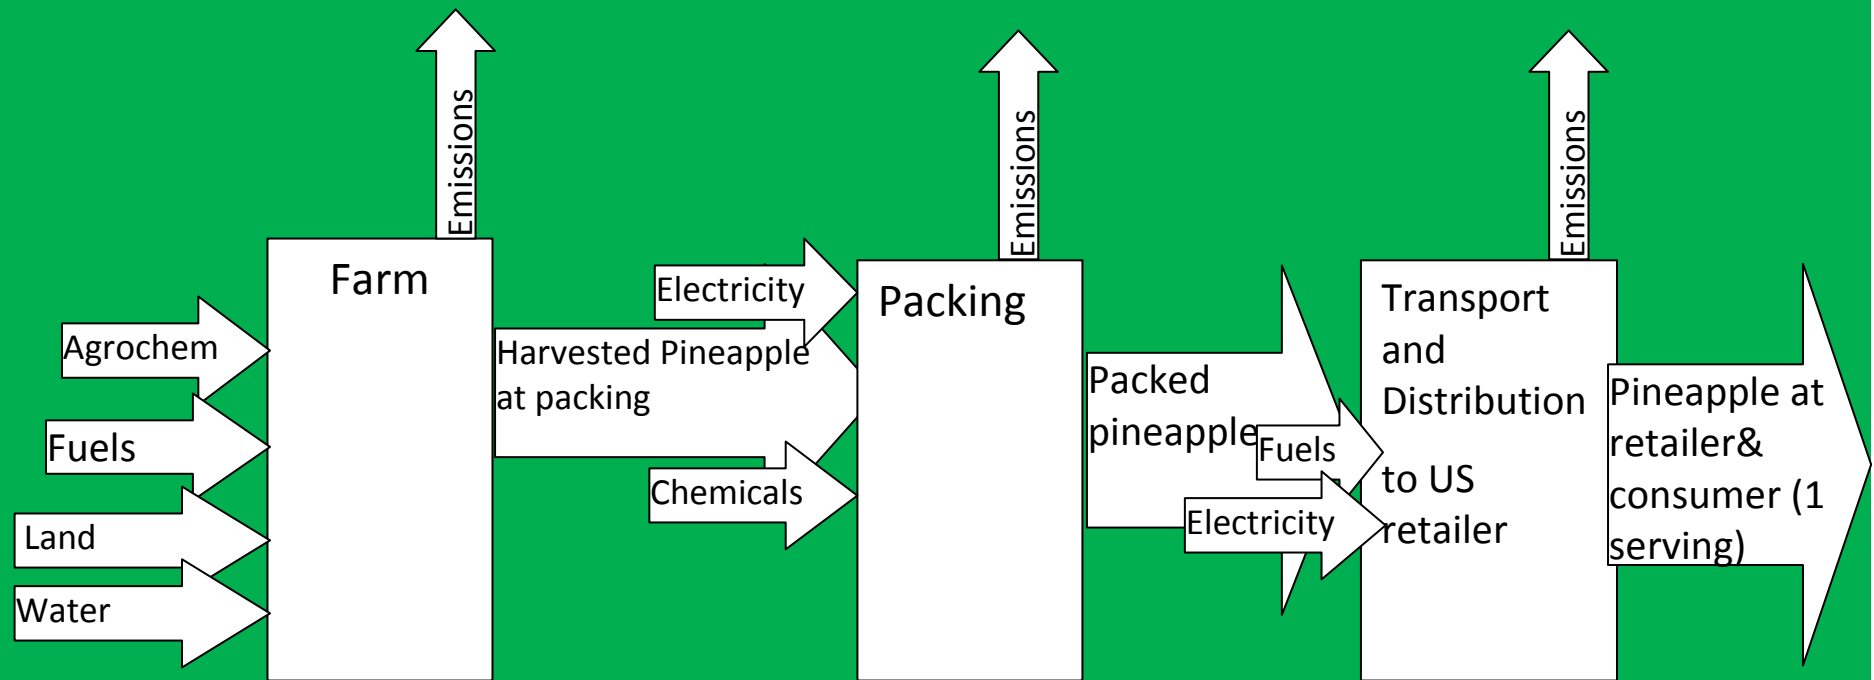 Emissions
Farm
Agrochem
Fuels
Land
Water
Harvested Pineapple
at packing
Electricity
Chemicals
Emissions
Packing
Packed
pineapple
Fuels
Electricity
Emissions
Transport
and
Distribution
to US
retailer
Pineapple at
retailer&
consumer (1
serving)